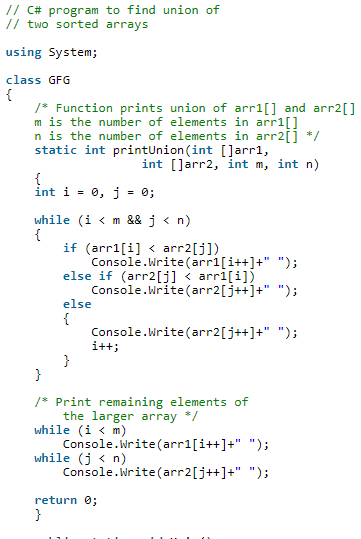 // C# program to find union of
// two sorted arrays

using System;

class GFG
{
    /* Function prints union of arr1[] and arr2[]
    m is the number of elements in arr1[]
    n is the number of elements in arr2[] */
    static int printUnion(int []arr1,
                   int []arr2, int m, int n)
    {
    int i = 0, j = 0;

    while (i < m && j < n)
    {
        if (arr1[i] < arr2[j])
            Console.Write(arr1[i++]+" ");
        else if (arr2[j] < arr1[i])
            Console.Write(arr2[j++]+" ");
        else
        {
            Console.Write(arr2[j++]+" ");
            i++;
        }
    }

    /* Print remaining elements of
        the larger array */
    while (i < m)
        Console.Write(arr1[i++]+" ");
    while (j < n)
        Console.Write(arr2[j++]+" ");

    return 0;
    }